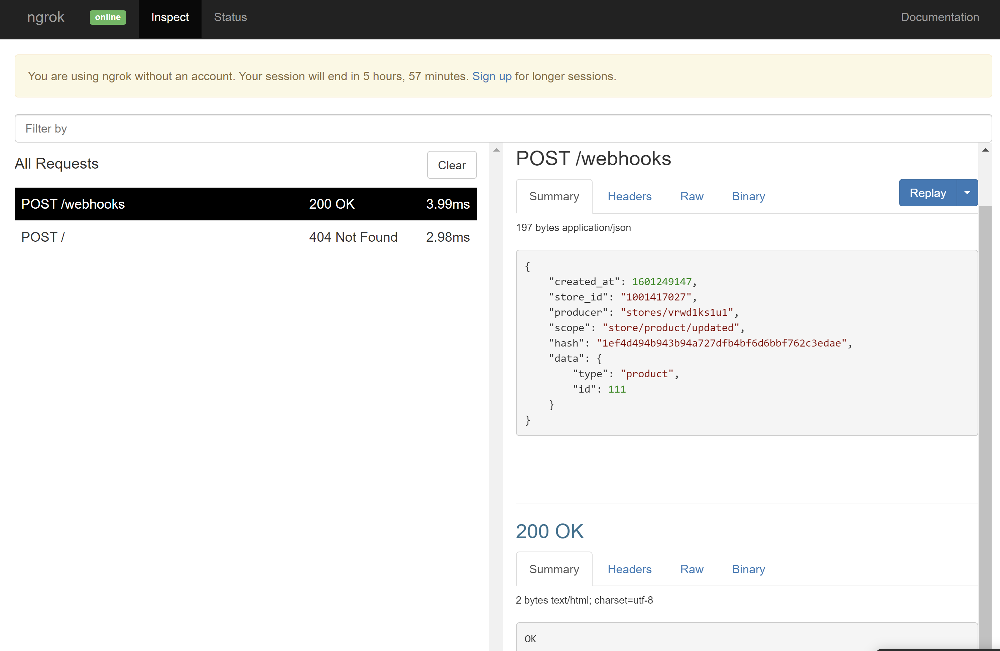 ngrok online Inspect Status Documentation
You are using ngrok without an account. Your session will end in 5 hours, 57 minutes. Sign up for longer sessions.
Filter by
All Requests Clear
POST /webhooks 200 OK 3.99ms
POST / 404 Not Found 2.98ms
POST /webhooks
Summary Headers Raw Binary Replay
197 bytes application/json
{
    "created_at": 1601249147,
    "store_id": "1001417027",
    "producer": "stores/vrwd1ks1u1",
    "scope": "store/product/updated",
    "hash": "1ef4d494b943b94a727dfb4bf6d6bbf762c3edae",
    "data": {
        "type": "product",
        "id": 111
    }
}
200 OK
Summary Headers Raw Binary
2 bytes text/html; charset=utf-8
OK